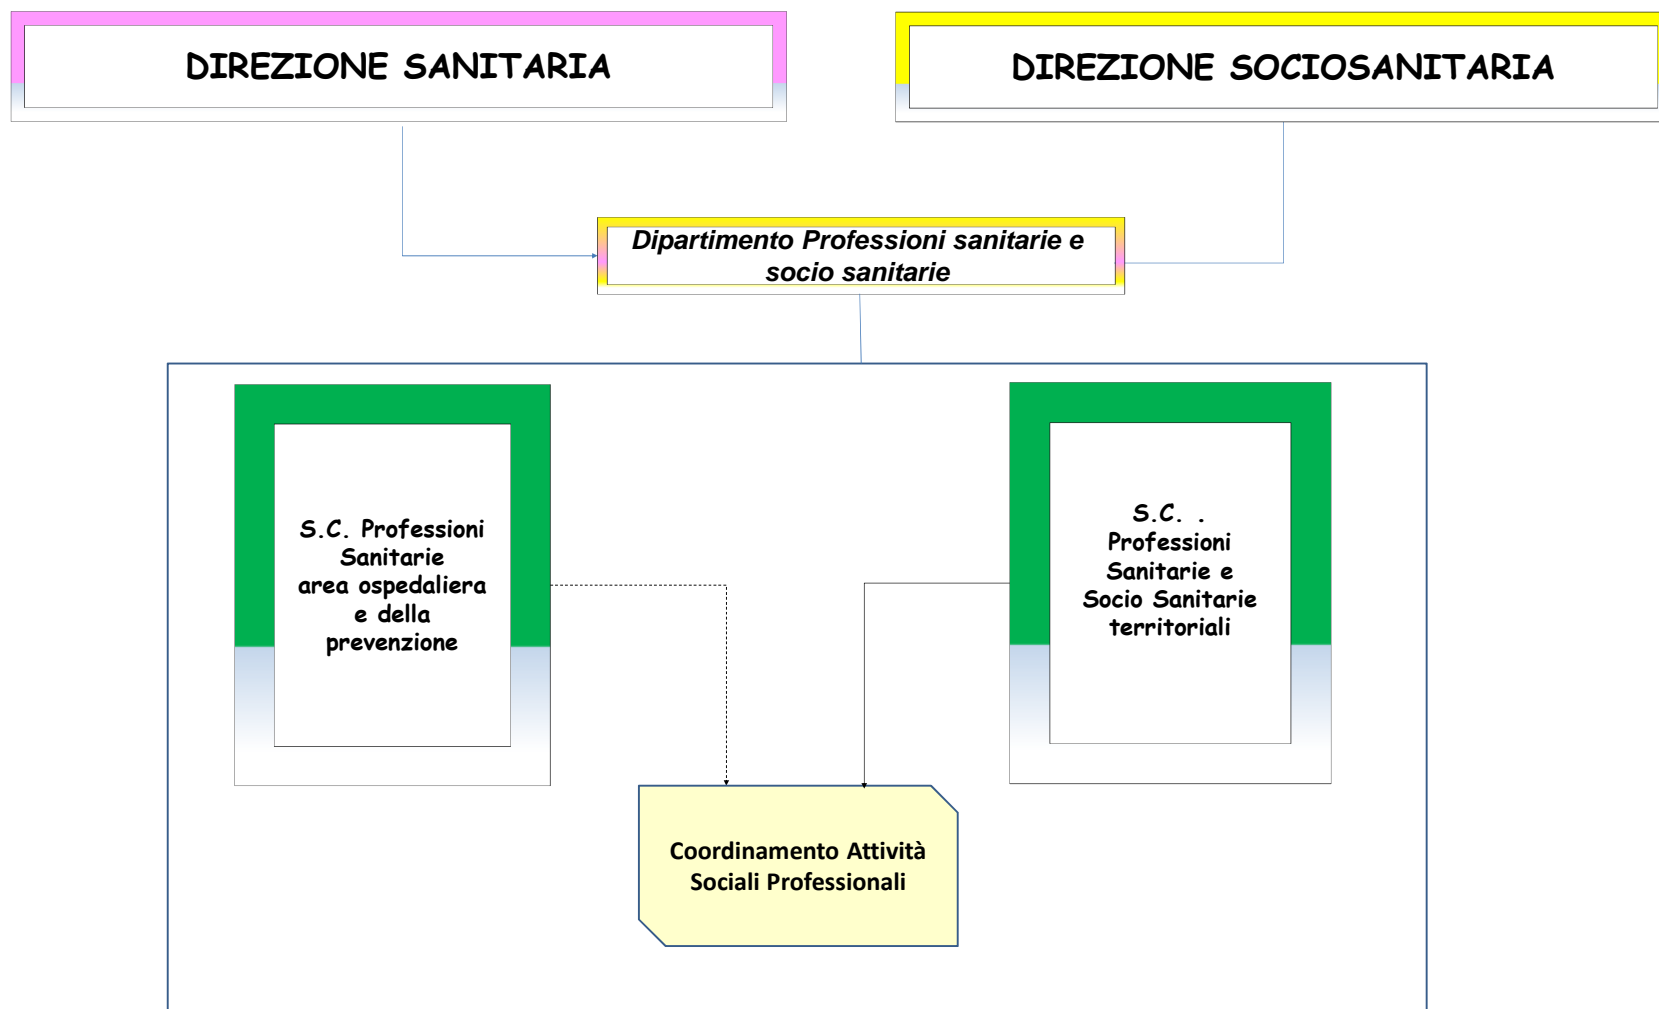 DIREZIONE SANITARIA
DIREZIONE SOCIOSANITARIA
Dipartimento Professioni sanitarie e
socio sanitarie
S.C. Professioni
Sanitarie
area ospedaliera
e della
prevenzione
S.C. .
Professioni
Sanitarie e
Socio Sanitarie
territoriali
Coordinamento Attività
Sociali Professionali